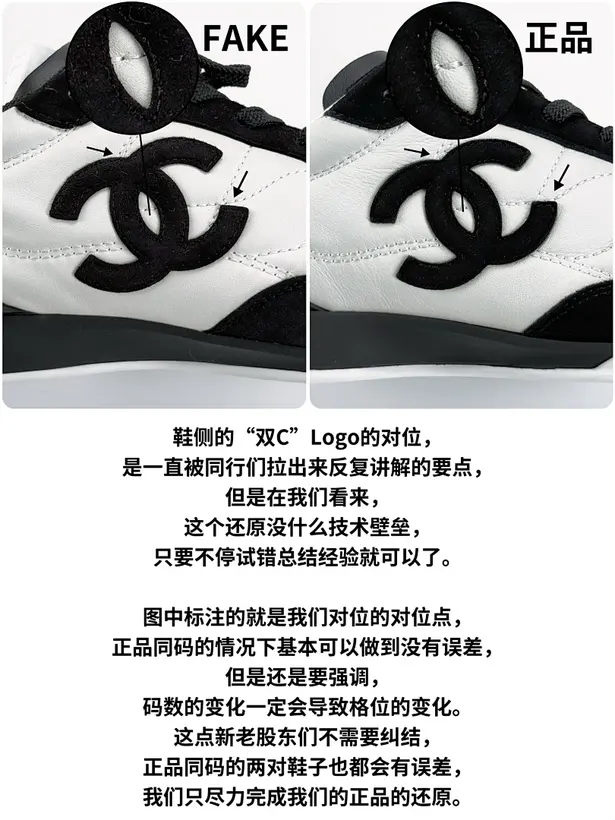 FAKE
正品
鞋侧的“双C”Logo的对位，
是一直被同行们拉出来反复讲解的要点，
但是在我们看来，
这个还原没什么技术壁垒，
只要不停试错总结经验就可以了。
图中标注的就是我们对位的对位点，
正品同码的情况下基本可以做到没有误差，
但是还是要强调，
码数的变化一定会导致格位的变化。
这点新老股东们不需要纠结，
正品同码的两对鞋子也都会有误差，
我们只尽力完成我们的正品的还原。